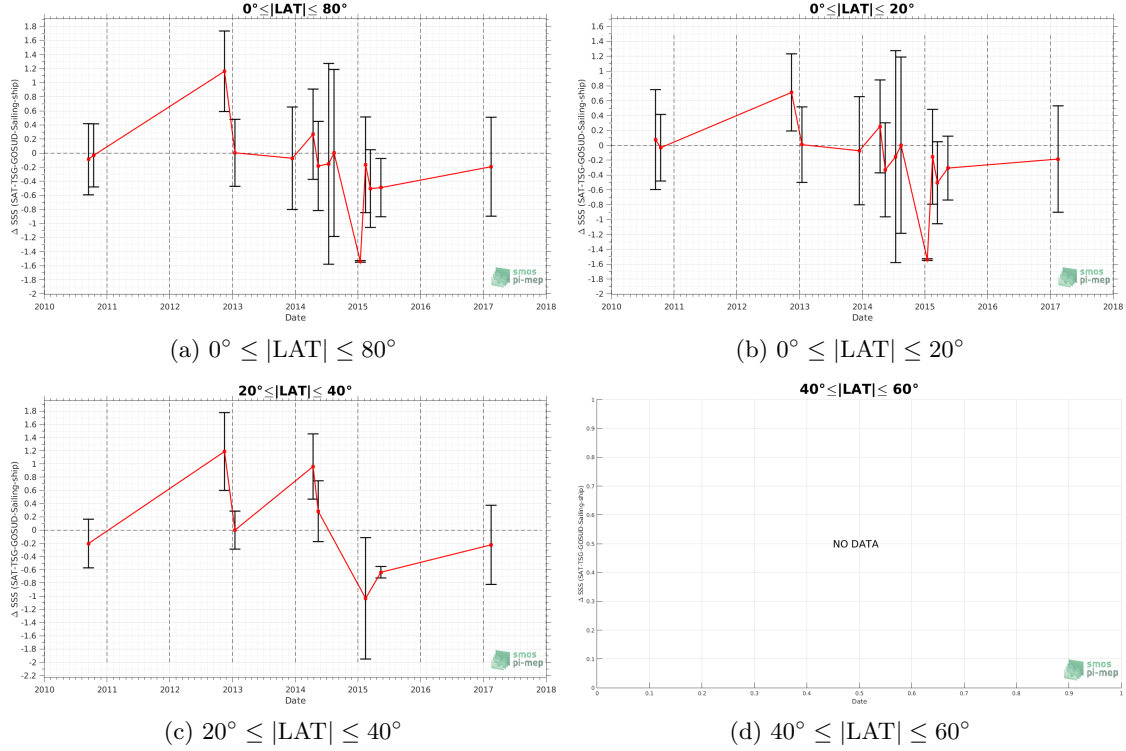 0°≤|LAT|≤ 80°
Δ SSS (SAT-TSG-GOSUD-Sailing-ship)
1.8
1.6
1.4
1.2
1
0.8
0.6
0.4
0.2
0
-0.2
-0.4
-0.6
-0.8
-1
-1.2
-1.4
-1.6
-1.8
-2
2010 2011 2012 2013 2014 2015 2016 2017 2018
Date
smos
pi-mep
(a) 0° ≤ |LAT| ≤ 80°
0°≤|LAT|≤ 20°
Δ SSS (SAT-TSG-GOSUD-Sailing-ship)
1.6
1.4
1.2
1
0.8
0.6
0.4
0.2
0
-0.2
-0.4
-0.6
-0.8
-1
-1.2
-1.4
-1.6
-1.8
-2
2010 2011 2012 2013 2014 2015 2016 2017 2018
Date
smos
pi-mep
(b) 0° ≤ |LAT| ≤ 20°
20°≤|LAT|≤ 40°
Δ SSS (SAT-TSG-GOSUD-Sailing-ship)
1.8
1.6
1.4
1.2
1
0.8
0.6
0.4
0.2
0
-0.2
-0.4
-0.6
-0.8
-1
-1.2
-1.4
-1.6
-1.8
-2
-2.2
2010 2011 2012 2013 2014 2015 2016 2017 2018
Date
smos
pi-mep
(c) 20° ≤ |LAT| ≤ 40°
40°≤|LAT|≤ 60°
Δ SSS (SAT-TSG-GOSUD-Sailing-ship)
1
0.9
0.8
0.7
0.6
0.5
0.4
0.3
0.2
0.1
0
NO DATA
0 0.1 0.2 0.3 0.4 0.5 0.6 0.7 0.8 0.9 1
Date
smos
pi-mep
(d) 40° ≤ |LAT| ≤ 60°